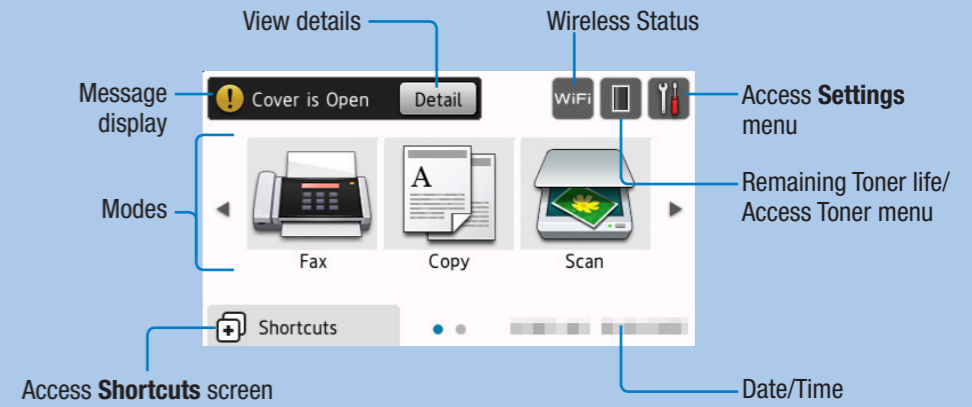 View details
Wireless Status
Message
display
Cover is Open
Detail
WiFi
Access Settings
menu
Modes
A
Remaining Toner life/
Access Toner menu
Fax
Copy
Scan
Shortcuts
Access Shortcuts screen
Date/Time